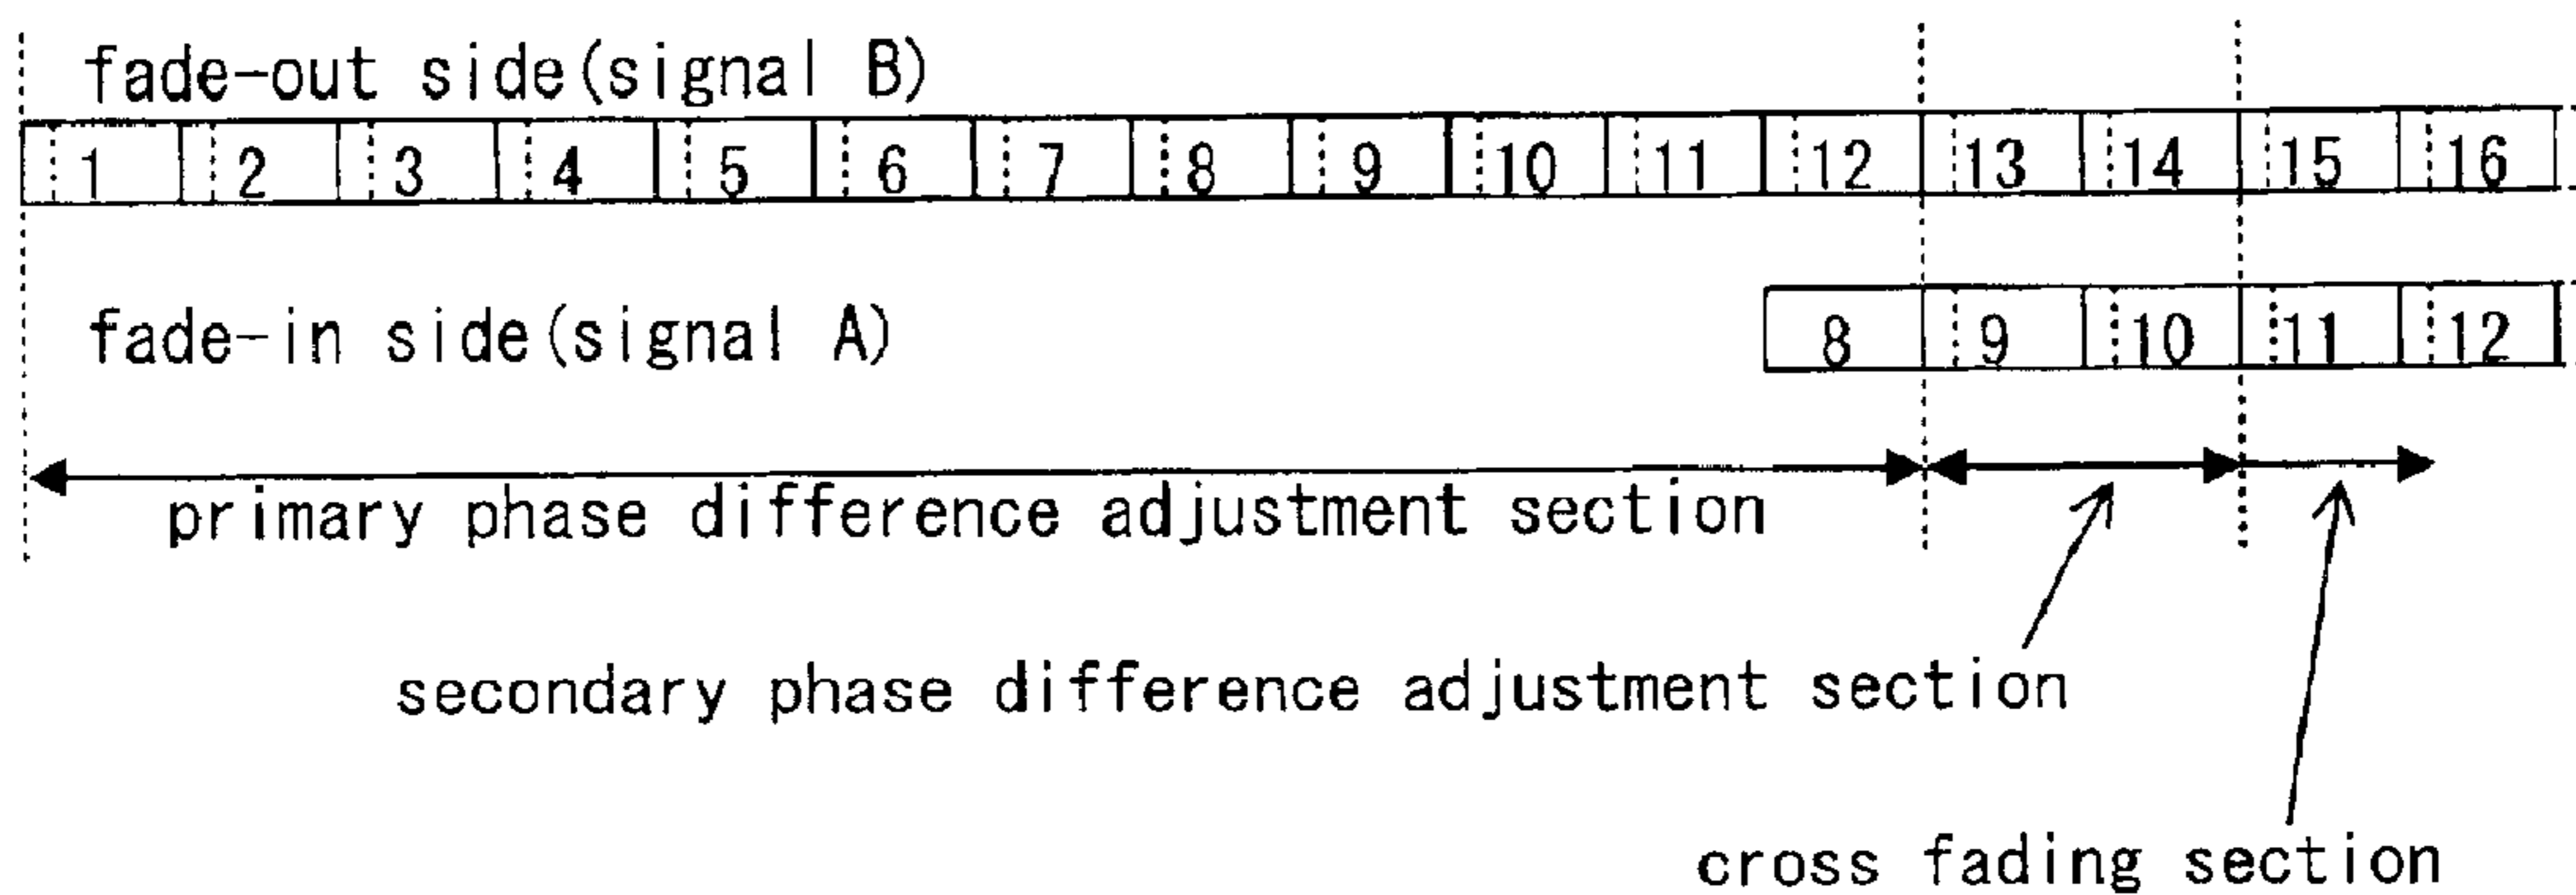 fade-out side(signal B)
1 2 3 4 5 6 7 8 9 10 11 12 13 14 15 16
fade-in side(signal A)
8 9 10 11 12
primary phase difference adjustment section
secondary phase difference adjustment section
cross fading section